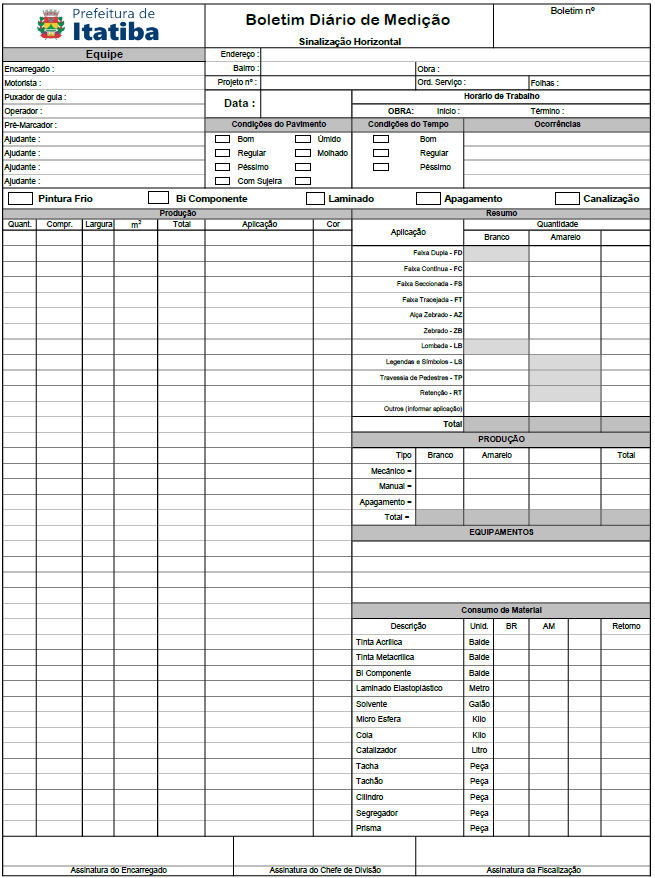 Prefeitura de
Itatiba
Boletim Diário de Medição
Sinalização Horizontal
Boletim nº
Equipe
Endereço :
Encarregado :
Bairro :
Obra :
Motorista :
Projeto nº :
Ord. Serviço :
Folhas :
Puxador de guia :
Data :
Horário de Trabalho
Operador :
OBRA: Início : Término :
Pré-Marcador :
Condições do Pavimento
Condições do Tempo
Ocorrências
Ajudante :
Bom Úmido
Bom
Ajudante :
Regular Molhado
Regular
Ajudante :
Péssimo
Péssimo
Ajudante :
Com Sujeira
Pintura Frio
Bi Componente
Laminado
Apagamento
Canalização
Produção
Resumo
Quant. Compr. Largura m² Total Aplicação Cor
Aplicação
Quantidade
Branco Amarelo
Faixa Dupla - FD
Faixa Contínua - FC
Faixa Seccionada - FS
Faixa Tracejada - FT
Alça Zebrado - AZ
Zebrado - ZB
Lombada - LB
Legendas e Símbolos - LS
Travessia de Pedestres - TP
Retenção - RT
Outros (informar aplicação)
Total
PRODUÇÃO
Tipo Branco Amarelo Total
Mecânico =
Manual =
Apagamento =
Total =
EQUIPAMENTOS
Consumo de Material
Descrição Unid. BR AM Retorno
Tinta Acrílica Balde
Tinta Metacrílica Balde
Bi Componente Balde
Laminado Elastoplástico Metro
Solvente Galão
Micro Esfera Kilo
Cola Kilo
Catalizador Litro
Tacha Peça
Tachão Peça
Cilindro Peça
Segregador Peça
Prisma Peça
Assinatura do Encarregado
Assinatura do Chefe de Divisão
Assinatura da Fiscalização